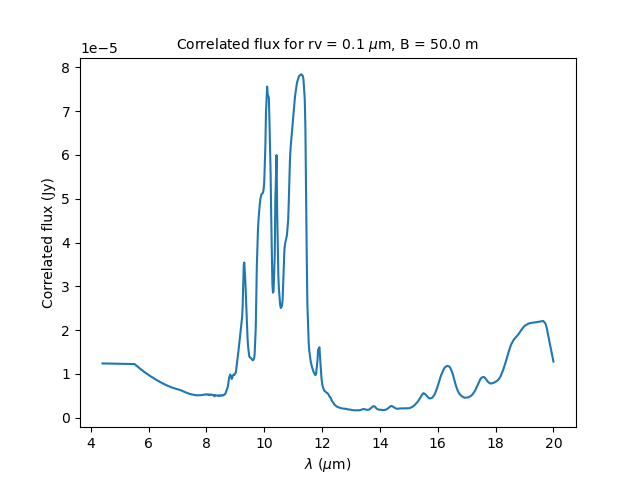 Correlated flux for rv = 0.1 μm, B = 50.0 m
1e−5
8
7
6
5
4
3
2
1
0
Correlated flux (Jy)
4 6 8 10 12 14 16 18 20
λ (μm)